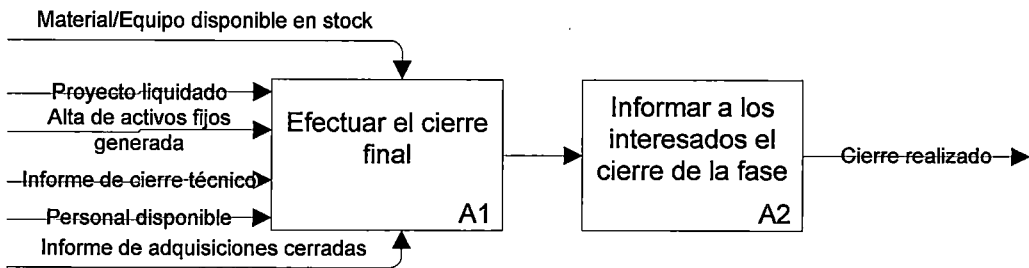 Material/Equipo disponible en stock
Proyecto liquidado
Alta de activos fijos
generada
Informe de cierre técnico
Personal disponible
Informe de adquisiciones cerradas
Efectuar el cierre
final
A1
Informar a los
interesados el
cierre de la fase
A2
Cierre realizado